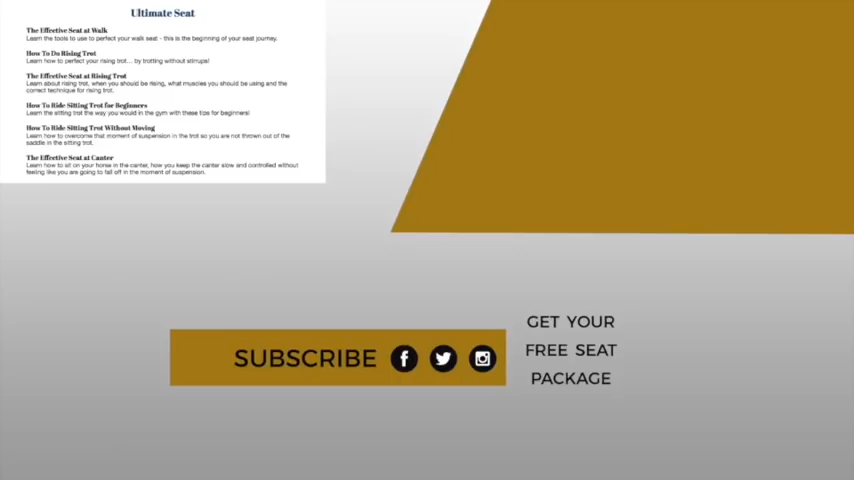 Ultimate Seat
The Effective Seat at Walk
Learn the tools to use to perfect your walk seat - this is the beginning of your seat journey.
How To Do Rising Trot
Learn how to perfect your rising trot... by trotting without stirrups!
The Effective Seat at Rising Trot
Learn about rising trot, when you should be rising, what muscles you should be using and the
correct technique for rising trot.
How To Ride Sitting Trot for Beginners
Learn the sitting trot the way you would in the gym with these tips for beginners!
How To Ride Sitting Trot Without Moving
Learn how to overcome that moment of suspension in the trot so you are not thrown out of the
saddle in the sitting trot.
The Effective Seat at Canter
Learn how to sit on your horse in the canter, how you keep the canter slow and controlled without
feeling like you are going to fall off in the moment of suspension.
SUBSCRIBE
GET YOUR
FREE SEAT
PACKAGE